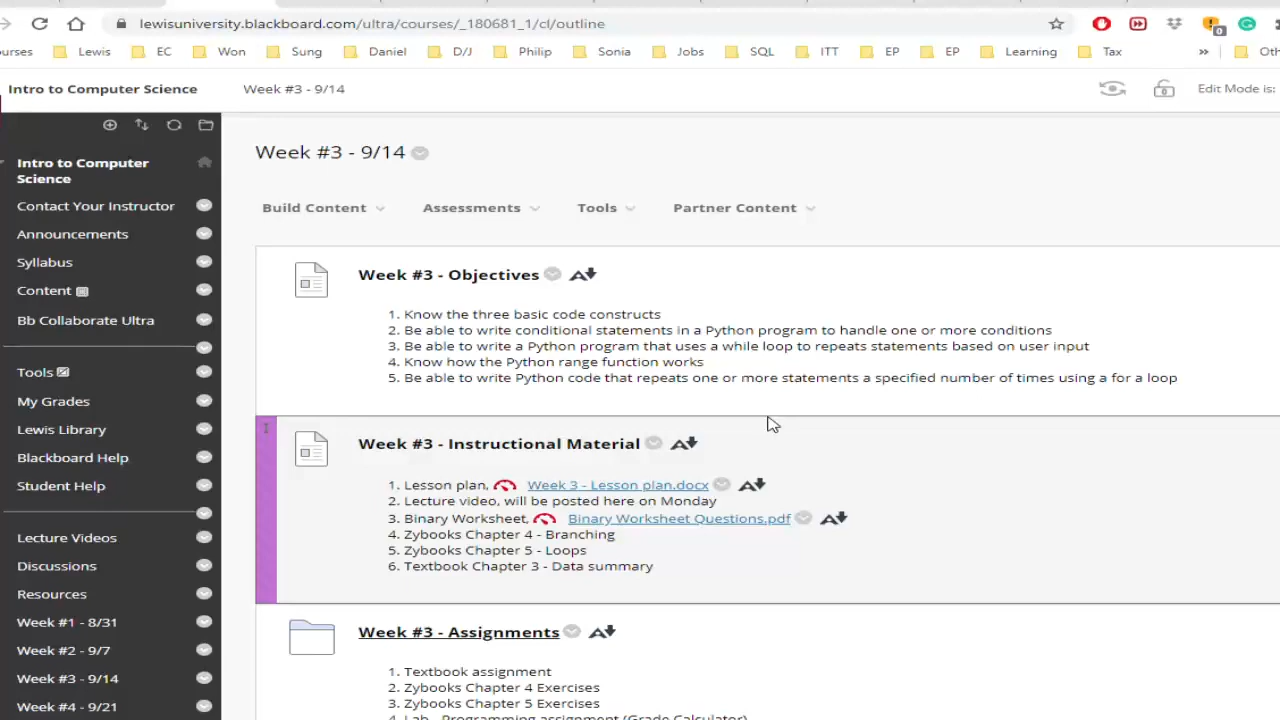 lewisuniversity.blackboard.com/ultra/courses/_180681_1/cl/outline
0
ourses Lewis EC Won Sung Daniel D/J Philip Sonia Jobs SQL ITT EP EP Learning Tax » Oth
Intro to Computer Science Week #3 - 9/14 Edit Mode is:
Intro to Computer Science
Contact Your Instructor
Announcements
Syllabus
Content
Bb Collaborate Ultra
Tools
My Grades
Lewis Library
Blackboard Help
Student Help
Lecture Videos
Discussions
Resources
Week #1 - 8/31
Week #2 - 9/7
Week #3 - 9/14
Week #4 - 9/21
Week #3 - 9/14
Build Content Assessments Tools Partner Content
Week #3 - Objectives
1. Know the three basic code constructs
2. Be able to write conditional statements in a Python program to handle one or more conditions
3. Be able to write a Python program that uses a while loop to repeats statements based on user input
4. Know how the Python range function works
5. Be able to write Python code that repeats one or more statements a specified number of times using a for a loop
Week #3 - Instructional Material
1. Lesson plan, Week 3 - Lesson plan.docx
2. Lecture video, will be posted here on Monday
3. Binary Worksheet, Binary Worksheet Questions.pdf
4. Zybooks Chapter 4 - Branching
5. Zybooks Chapter 5 - Loops
6. Textbook Chapter 3 - Data summary
Week #3 - Assignments
1. Textbook assignment
2. Zybooks Chapter 4 Exercises
3. Zybooks Chapter 5 Exercises
4. Lab - Programming assignment (Grade Calculator)